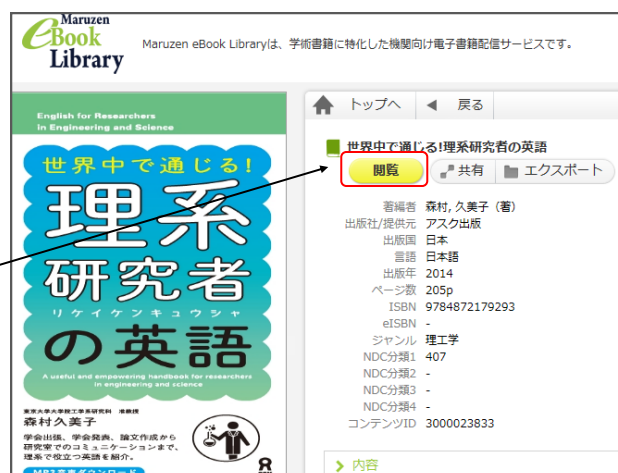 Maruzen
eBook
Library
Maruzen eBook Libraryは、学術書籍に特化した機関向け電子書籍配信サービスです。
English for Researchers
in Engineering and Science
世界中で通じる!
理系
研究者
リケイケンキュウシャ
の英語
A useful and empowering handbook for researchers
in engineering and science
東京大学大学院工学系研究科 准教授
森村久美子
学会出張、学会発表、論文作成から
研究室でのコミュニケーションまで、
理系で役立つ英語を紹介。
MP3音声ダウンロード
トップへ ◀ 戻る
世界中で通じる!理系研究者の英語
閲覧 共有 エクスポート
著編者 森村, 久美子（著）
出版社/提供元 アスク出版
出版国 日本
言語 日本語
出版年 2014
ページ数 205p
ISBN 9784872179293
eISBN -
ジャンル 理工学
NDC分類1 407
NDC分類2 -
NDC分類3 -
NDC分類4 -
コンテンツID 3000023833
内容